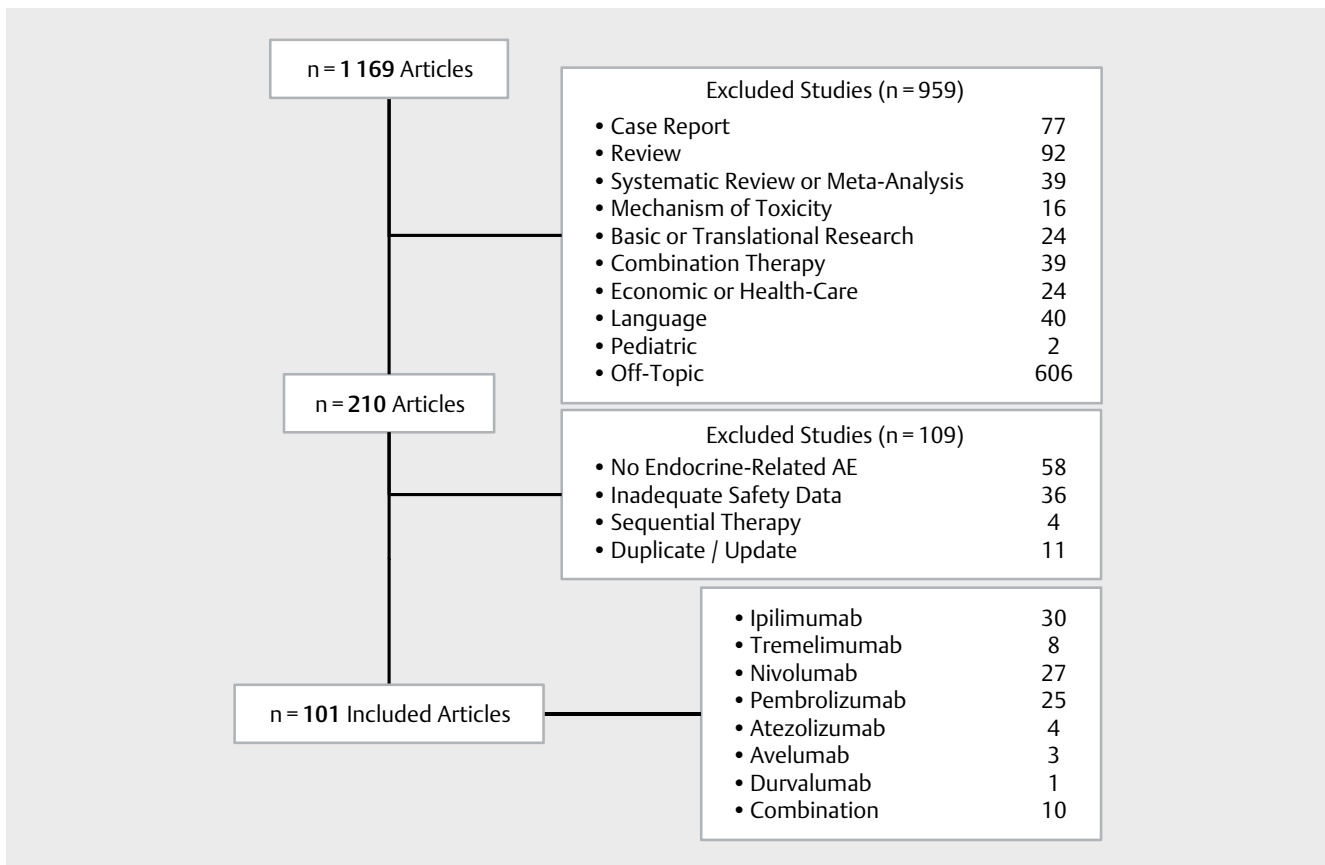 n = 1 169 Articles
Excluded Studies (n = 959)
• Case Report 77
• Review 92
• Systematic Review or Meta-Analysis 39
• Mechanism of Toxicity 16
• Basic or Translational Research 24
• Combination Therapy 39
• Economic or Health-Care 24
• Language 40
• Pediatric 2
• Off-Topic 606
n = 210 Articles
Excluded Studies (n = 109)
• No Endocrine-Related AE 58
• Inadequate Safety Data 36
• Sequential Therapy 4
• Duplicate / Update 11
n = 101 Included Articles
• Ipilimumab 30
• Tremelimumab 8
• Nivolumab 27
• Pembrolizumab 25
• Atezolizumab 4
• Avelumab 3
• Durvalumab 1
• Combination 10